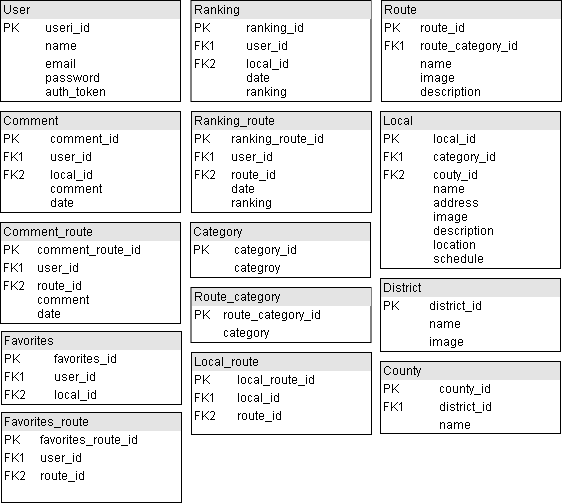 User
PK useri_id
name
email
password
auth_token
Comment
PK comment_id
FK1 user_id
FK2 local_id
comment
date
Comment_route
PK comment_route_id
FK1 user_id
FK2 route_id
comment
date
Favorites
PK favorites_id
FK1 user_id
FK2 local_id
Favorites_route
PK favorites_route_id
FK1 user_id
FK2 route_id
Ranking
PK ranking_id
FK1 user_id
FK2 local_id
date
ranking
Ranking_route
PK ranking_route_id
FK1 user_id
FK2 route_id
date
ranking
Category
PK category_id
categroy
Route_category
PK route_category_id
category
Local_route
PK local_route_id
FK1 local_id
FK2 route_id
Route
PK route_id
FK1 route_category_id
name
image
description
Local
PK local_id
FK1 category_id
FK2 couty_id
name
address
image
description
location
schedule
District
PK district_id
name
image
County
PK county_id
FK1 district_id
name